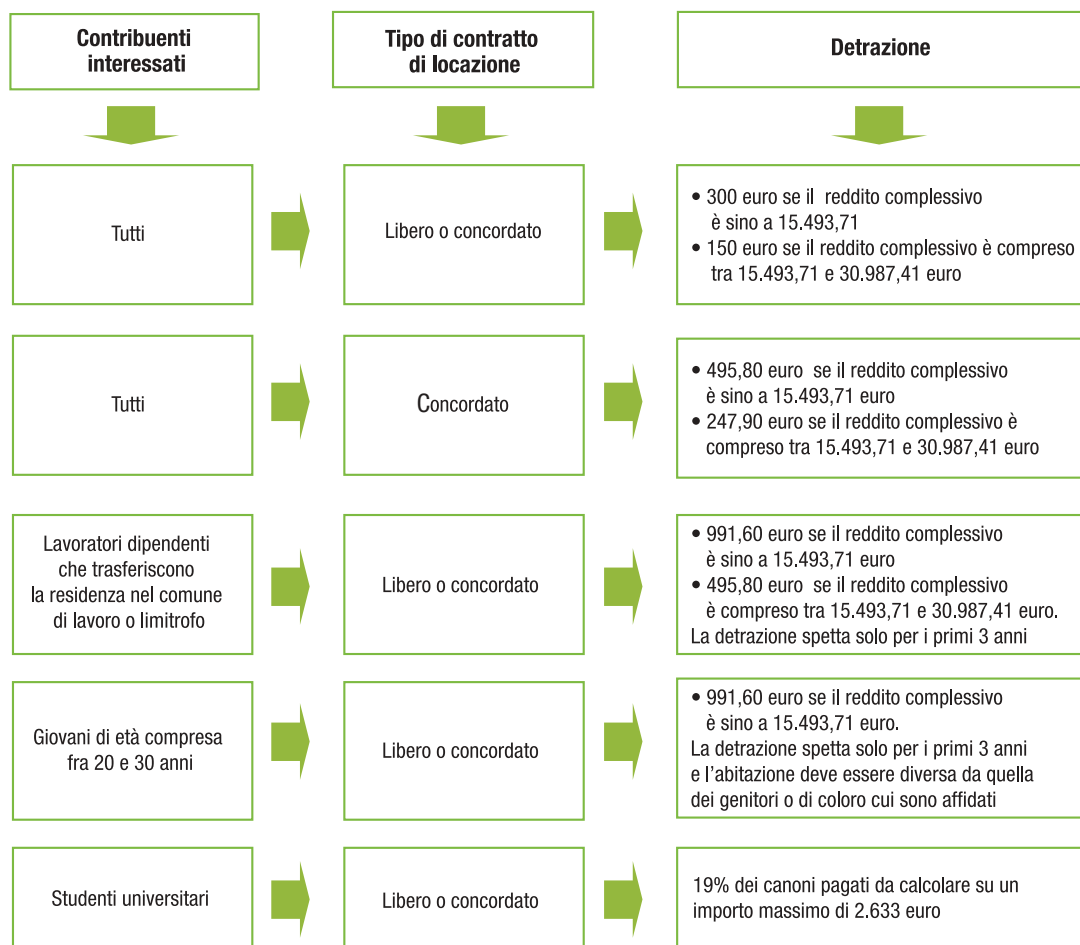 Contribuenti
interessati
Tipo di contratto
di locazione
Detrazione
Tutti
Libero o concordato
• 300 euro se il reddito complessivo
è sino a 15.493,71
• 150 euro se il reddito complessivo è compreso
tra 15.493,71 e 30.987,41 euro
Tutti
Concordato
• 495,80 euro se il reddito complessivo
è sino a 15.493,71 euro
• 247,90 euro se il reddito complessivo è
compreso tra 15.493,71 e 30.987,41 euro
Lavoratori dipendenti
che trasferiscono
la residenza nel comune
di lavoro o limitrofo
Libero o concordato
• 991,60 euro se il reddito complessivo
è sino a 15.493,71 euro
• 495,80 euro se il reddito complessivo
è compreso tra 15.493,71 e 30.987,41 euro.
La detrazione spetta solo per i primi 3 anni
Giovani di età compresa
fra 20 e 30 anni
Libero o concordato
• 991,60 euro se il reddito complessivo
è sino a 15.493,71 euro.
La detrazione spetta solo per i primi 3 anni
e l'abitazione deve essere diversa da quella
dei genitori o di coloro cui sono affidati
Studenti universitari
Libero o concordato
19% dei canoni pagati da calcolare su un
importo massimo di 2.633 euro